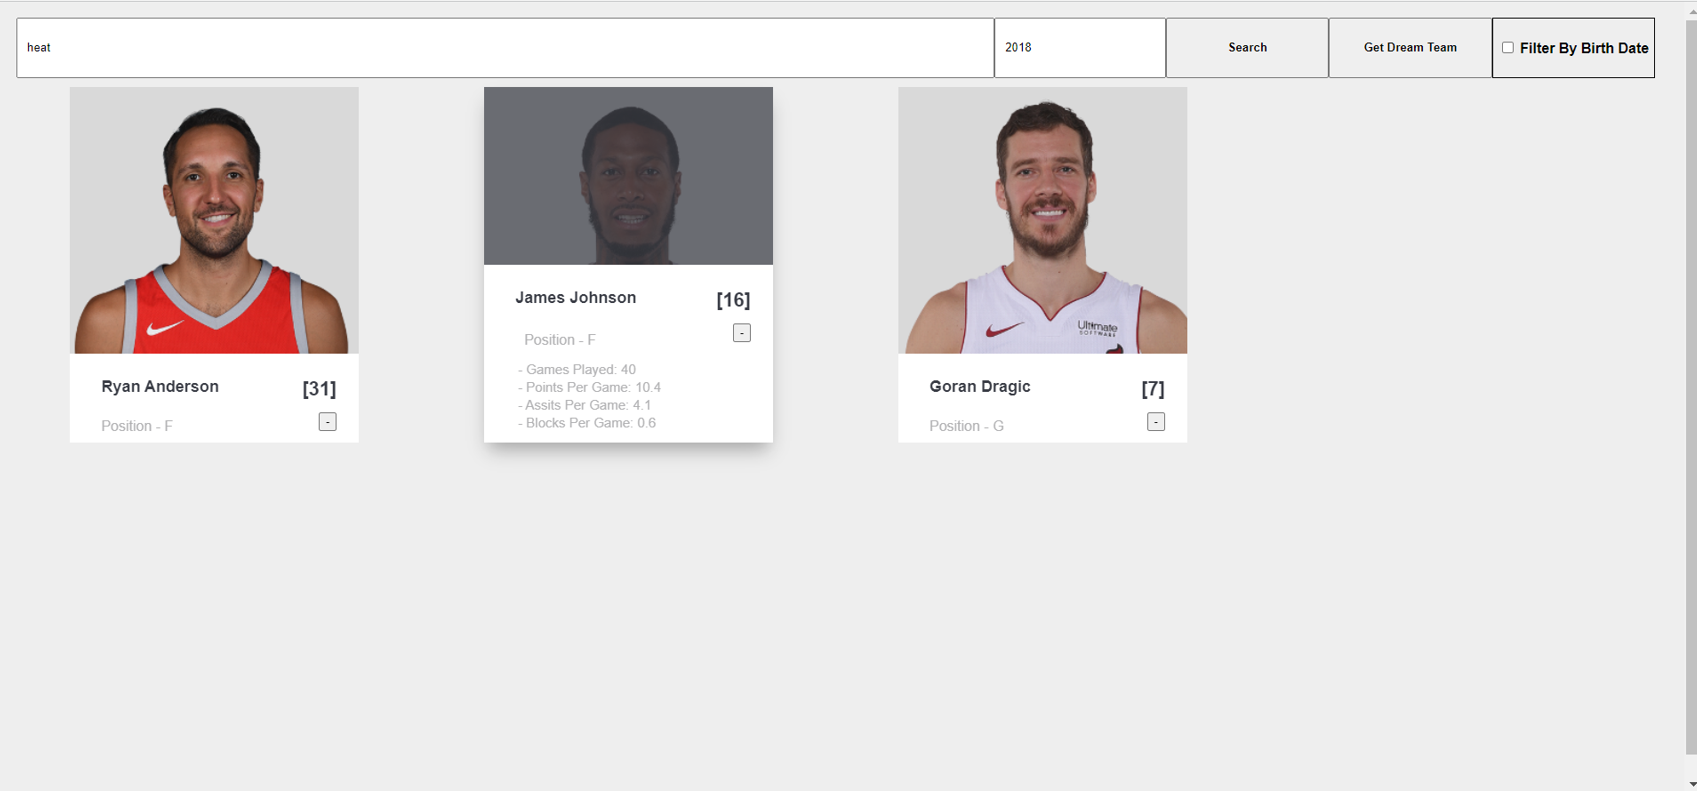 heat
2018
Search
Get Dream Team
Filter By Birth Date
Ryan Anderson [31]
Position - F
-
James Johnson [16]
Position - F
-
- Games Played: 40
- Points Per Game: 10.4
- Assits Per Game: 4.1
- Blocks Per Game: 0.6
Ultimate
SOFTWARE
Goran Dragic [7]
Position - G
-